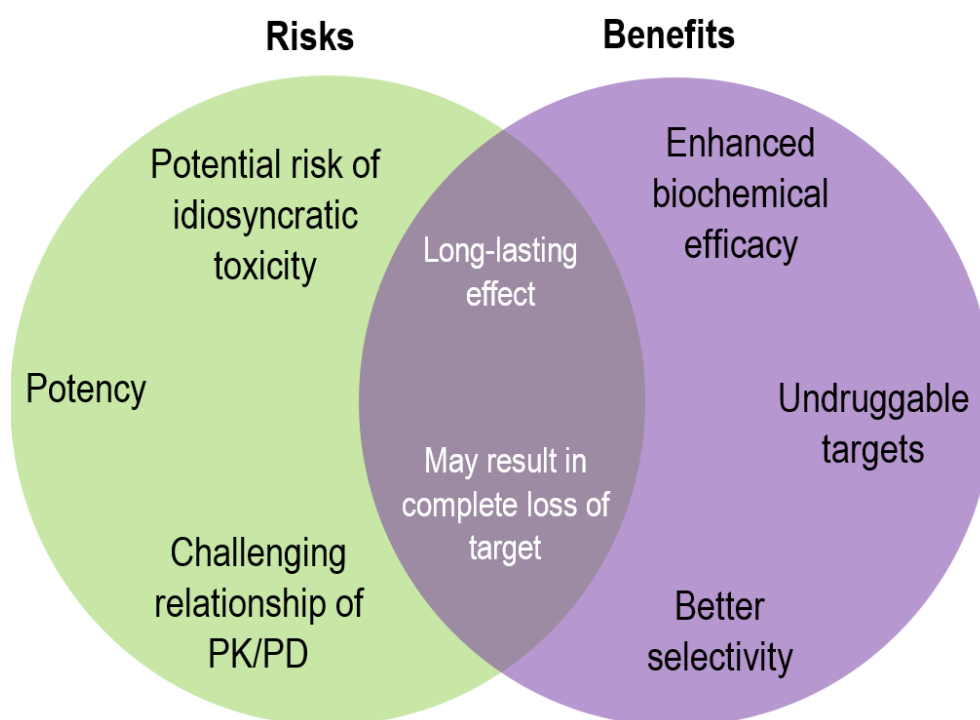 Risks
Benefits
Potential risk of
idiosyncratic
toxicity
Potency
Challenging
relationship of
PK/PD
Long-lasting
effect
May result in
complete loss of
target
Enhanced
biochemical
efficacy
Undruggable
targets
Better
selectivity